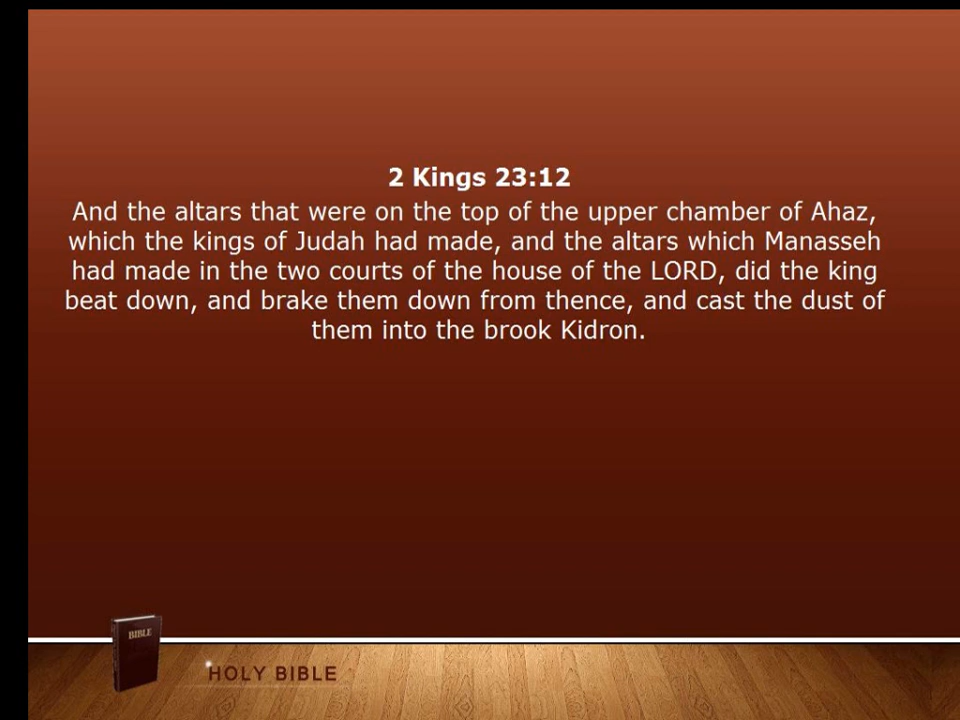 2 Kings 23:12
And the altars that were on the top of the upper chamber of Ahaz,
which the kings of Judah had made, and the altars which Manasseh
had made in the two courts of the house of the LORD, did the king
beat down, and brake them down from thence, and cast the dust of
them into the brook Kidron.
BIBLE
HOLY BIBLE